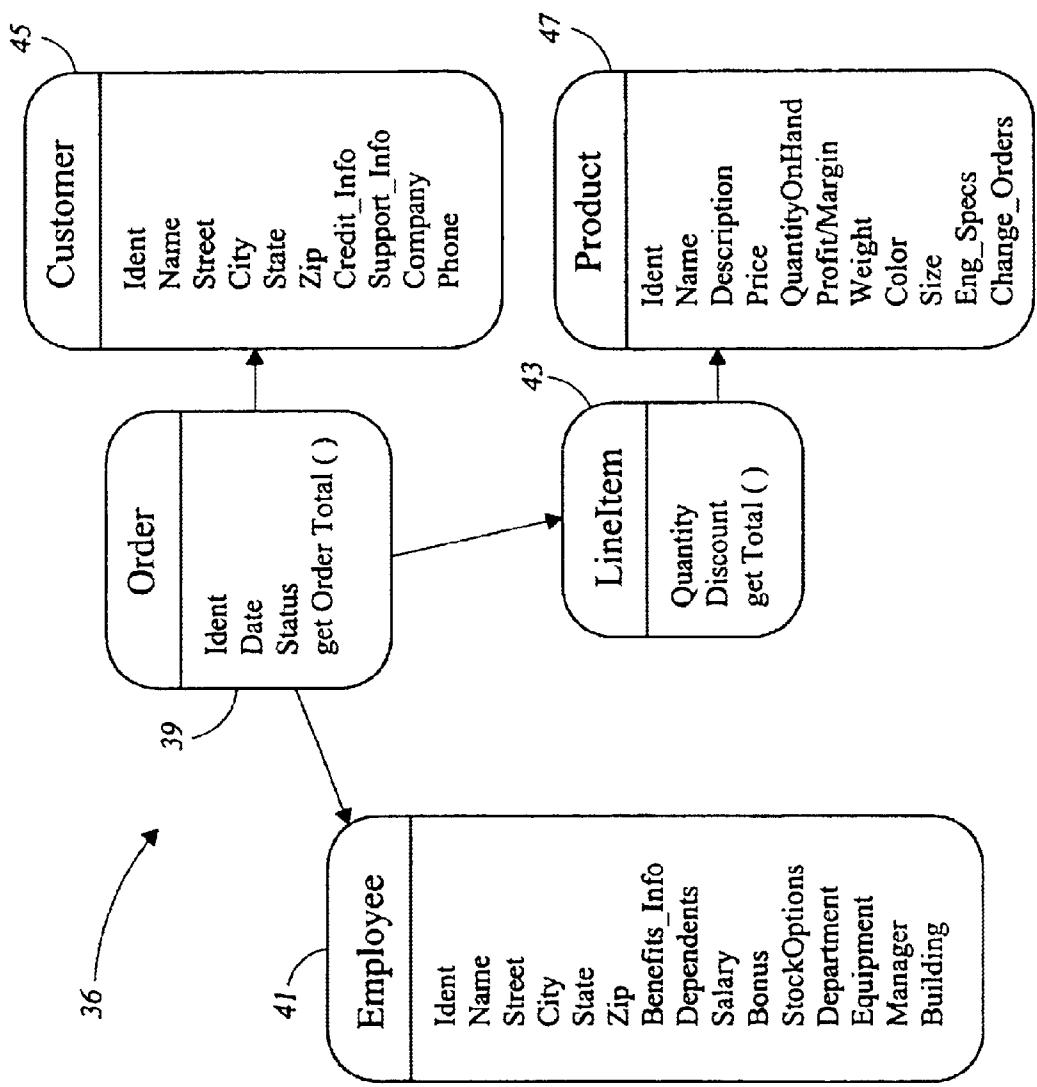 36
41
Employee
Ident
Name
Street
City
State
Zip
Benefits_Info
Dependents
Salary
Bonus
StockOptions
Department
Equipment
Manager
Building
39
Order
Ident
Date
Status
get Order Total ( )
45
Customer
Ident
Name
Street
City
State
Zip
Credit_Info
Support_Info
Company
Phone
43
LineItem
Quantity
Discount
get Total ( )
47
Product
Ident
Name
Description
Price
QuantityOnHand
Profit/Margin
Weight
Color
Size
Eng_Specs
Change_Orders